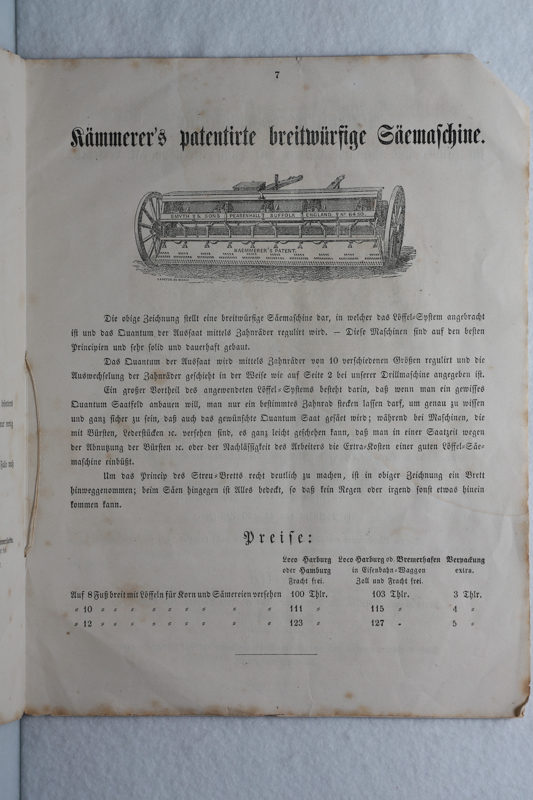 7
Kämmerer's patentirte breitwürfige Säemaschine.
SMYTH & SONS PEASENHALL SUFFOLK ENGLAND
KAEMMERER'S PATENT.
Die obige Zeichnung stellt eine breitwürfige Säemaschine dar, in welcher das Löffel-System angebracht
ist und das Quantum der Aussaat mittels Zahnräder regulirt wird. — Diese Maschinen sind auf den besten
Principien und sehr solid und dauerhaft gebaut.
Das Quantum der Aussaat wird mittels Zahnräder von 10 verschiedenen Größen regulirt und die
Auswechselung der Zahnräder geschieht in der Weise wie auf Seite 2 bei unserer Drillmaschine angegeben ist.
Ein großer Vortheil des angewendeten Löffel-Systems besteht darin, daß wenn man ein gewisses
Quantum Saatfeld anbauen will, man nur ein bestimmtes Zahnrad stecken lassen darf, um genau zu wissen
und ganz sicher zu sein, daß auch das gewünschte Quantum Saat gesäet wird; während bei Maschinen, die
mit Bürsten, Lederstücken ꝛc. versehen sind, es ganz leicht geschehen kann, daß man in einer Saatzeit wegen
der Abnutzung der Bürsten ꝛc. oder der Nachlässigkeit des Arbeiters die Extra-Kosten einer guten Löffel-Säe-
maschine einbüßt.
Um das Princip des Streu-Bretts recht deutlich zu machen, ist in obiger Zeichnung ein Brett
hinweggenommen; beim Säen hingegen ist Alles bedeckt, so daß kein Regen oder irgend sonst etwas hinein
kommen kann.
Preise:
Loco Harburg Loco Harburg od. Bremerhafen Verpackung
oder Hamburg in Eisenbahn-Waggon extra.
Fracht frei. Zoll und Fracht frei.
Auf 8 Fuß breit mit Löffeln für Korn und Sämereien versehen 100 Thlr. 103 Thlr. 3 Thlr.
" 10 " " " " " " " " 111 " 115 " 4 "
" 12 " " " " " " " " 123 " 127 " 5 "